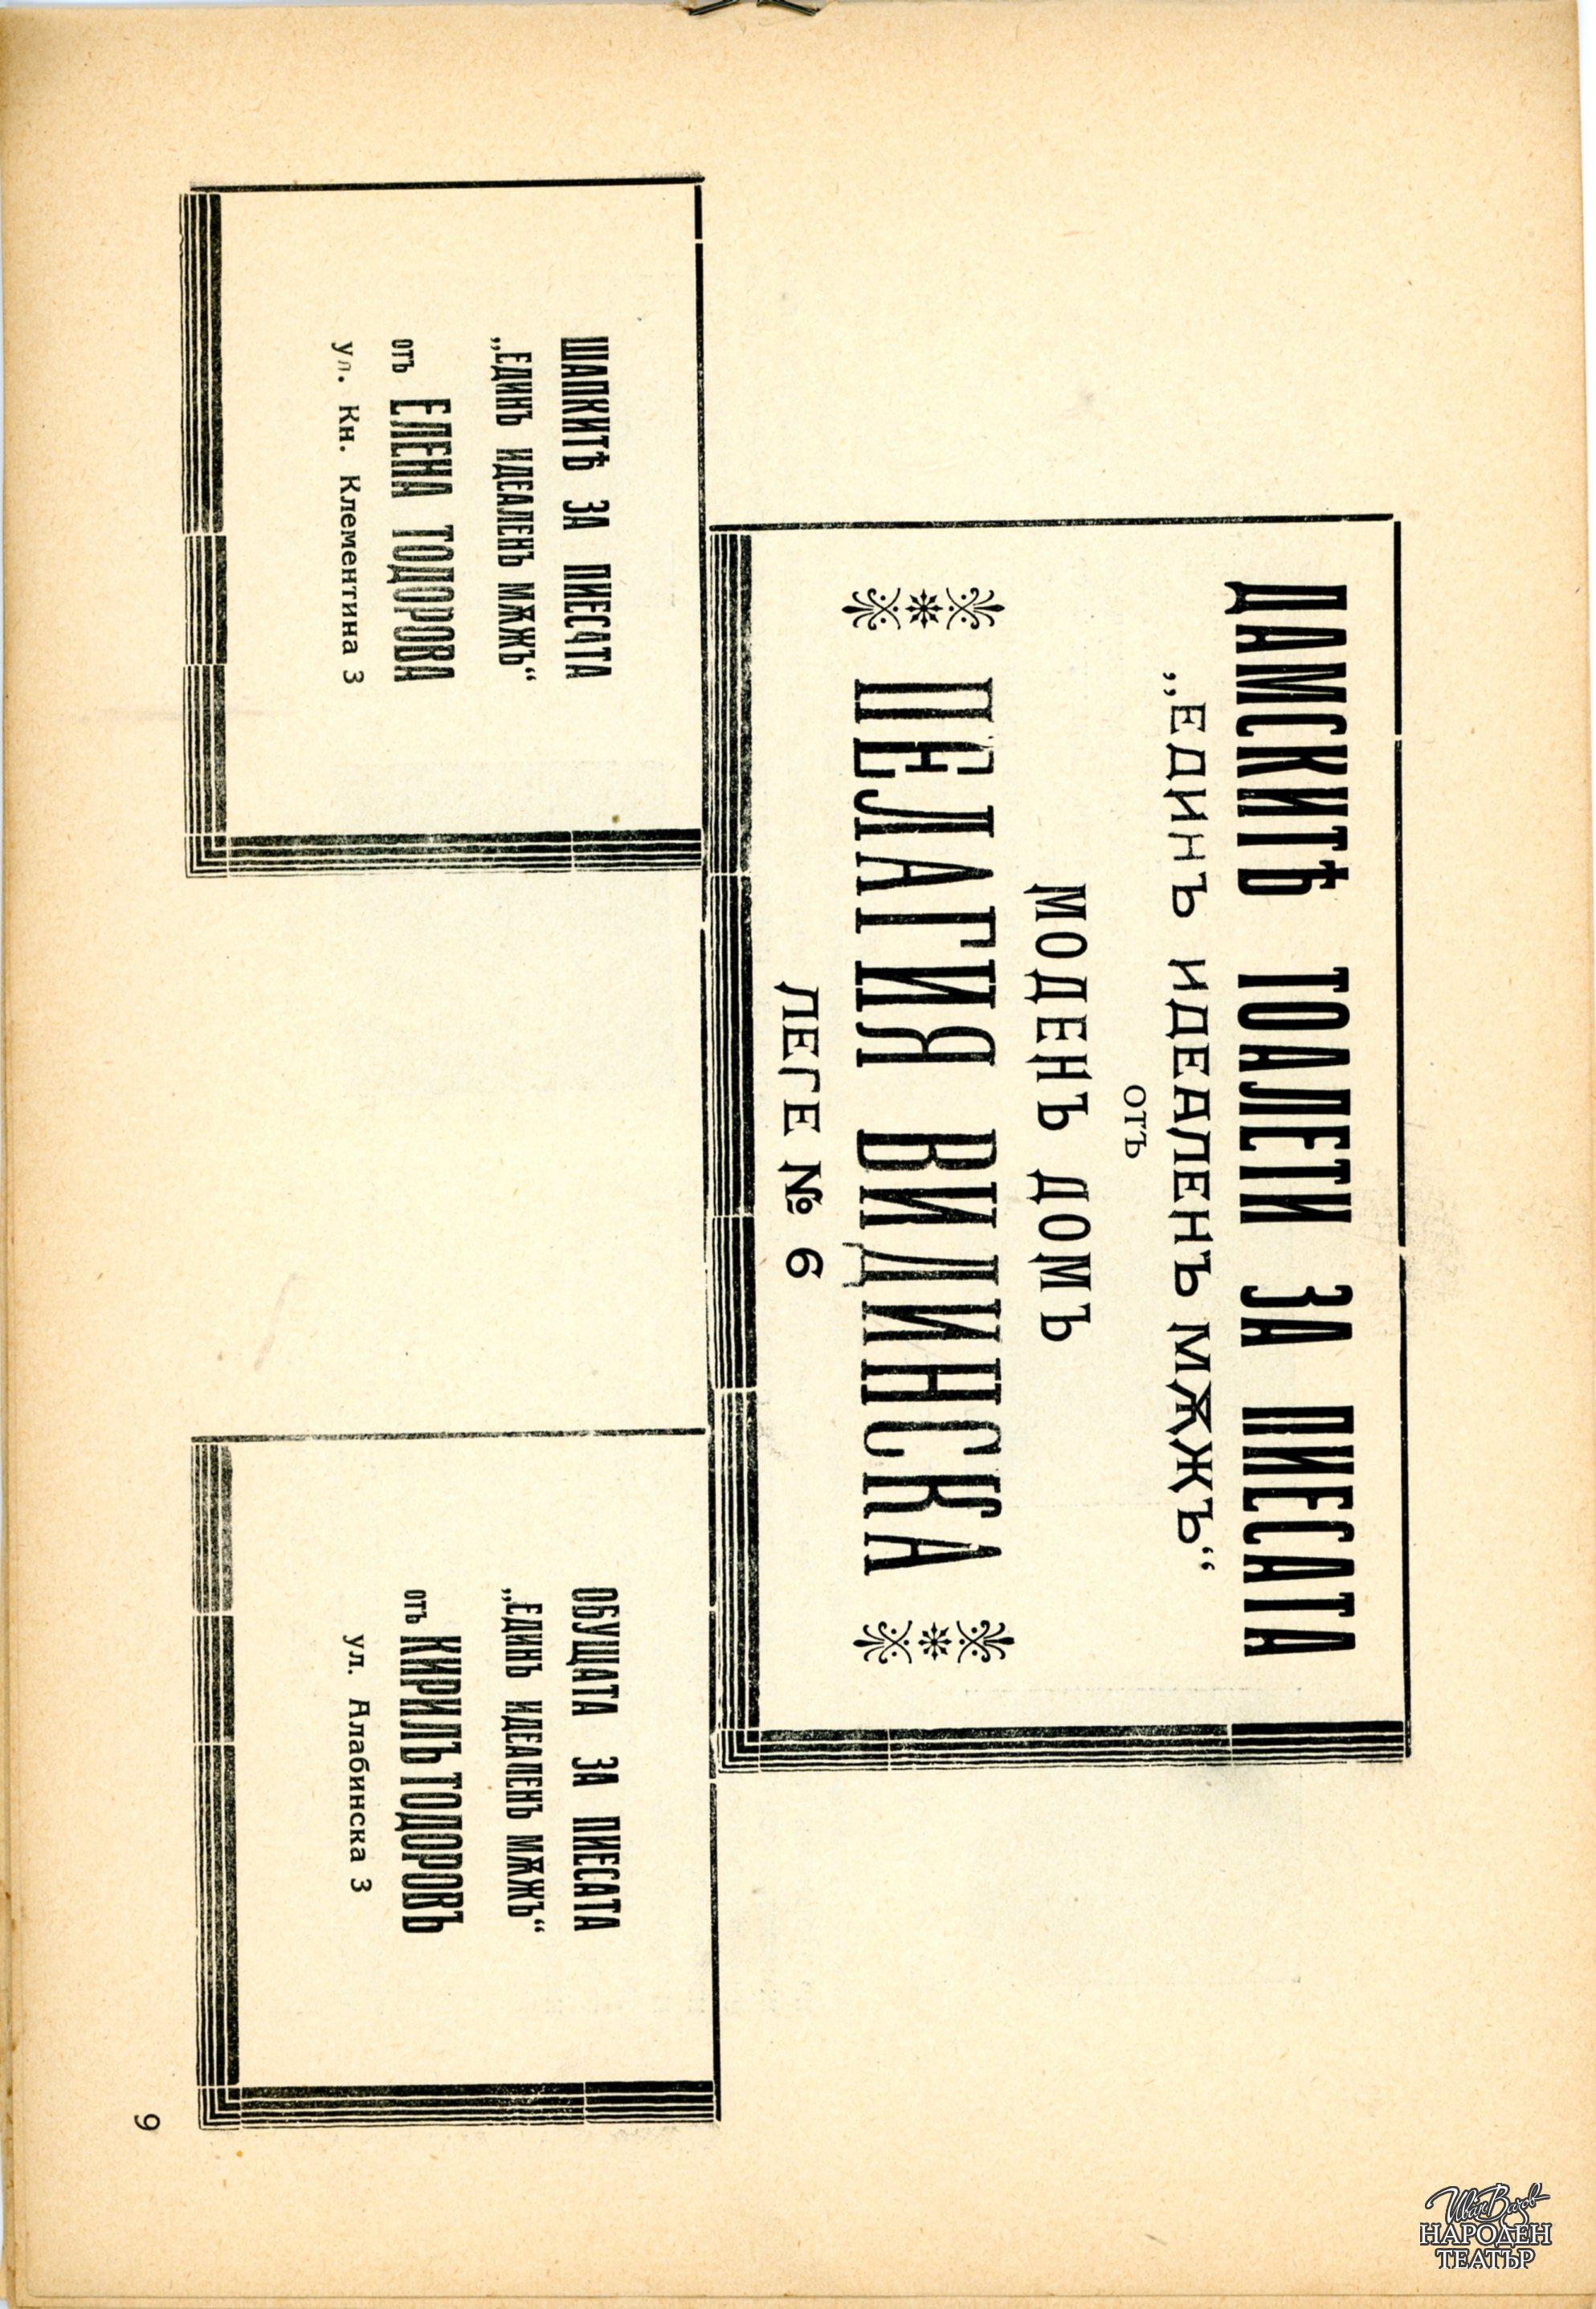 ДАМСКИТѢ ТОАЛЕТИ ЗА ПИЕСАТА
„ЕДИНЪ ИДЕАЛЕНЪ МѪЖЪ“
отъ
МОДЕНЪ ДОМЪ
ПЕЛАГИЯ ВИДИНСКА
ЛЕГЕ № 6
ШАПКИТѢ ЗА ПИЕСАТА
„ЕДИНЪ ИДЕАЛЕНЪ МѪЖЪ“
отъ ЕЛЕНА ТОДОРОВА
ул. Кн. Клементина 3
ОБУЩАТА ЗА ПИЕСАТА
„ЕДИНЪ ИДЕАЛЕНЪ МѪЖЪ“
отъ КИРИЛЪ ТОДОРОВЪ
ул. Алабинска 3
9
Иван Вазов
НАРОДЕН
ТЕАТЪР